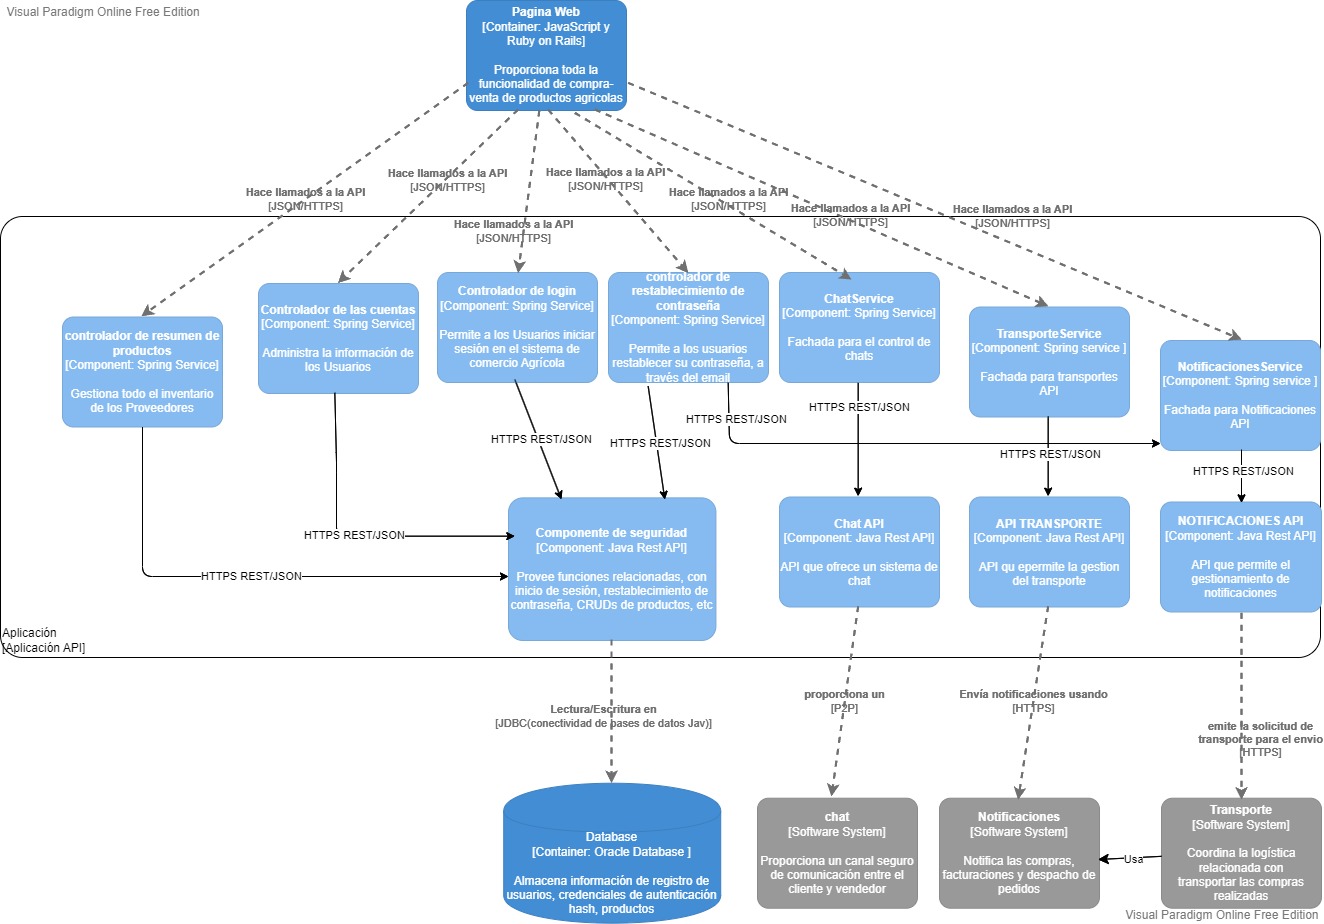 Visual Paradigm Online Free Edition
Pagina Web
[Container: JavaScript y
Ruby on Rails]
Proporciona toda la
funcionalidad de compra-
venta de productos agricolas
Hace llamados a la API
[JSON/HTTPS]
Hace llamados a la API
[JSON/HTTPS]
Hace llamados a la API
[JSON/HTTPS]
Hace llamados a la API
[JSON/HTTPS]
Hace llamados a la API
[JSON/HTTPS]
Hace llamados a la API
[JSON/HTTPS]
Hace llamados a la API
[JSON/HTTPS]
controlador de resumen de
productos
[Component: Spring Service]
Gestiona todo el inventario
de los Proveedores
Controlador de las cuentas
[Component: Spring Service]
Administra la información de
los Usuarios
Controlador de login
[Component: Spring Service]
Permite a los Usuarios iniciar
sesión en el sistema de
comercio Agrícola
controlador de
restablecimiento de
contraseña
[Component: Spring Service]
Permite a los usuarios
restablecer su contraseña, a
través del email
ChatService
[Component: Spring Service]
Fachada para el control de
chats
TransporteService
[Component: Spring service ]
Fachada para transportes
API
NotificacionesService
[Component: Spring service ]
Fachada para Notificaciones
API
HTTPS REST/JSON
HTTPS REST/JSON
HTTPS REST/JSON
HTTPS REST/JSON
HTTPS REST/JSON
HTTPS REST/JSON
HTTPS REST/JSON
HTTPS REST/JSON
HTTPS REST/JSON
Componente de seguridad
[Component: Java Rest API]
Provee funciones relacionadas, con
inicio de sesión, restablecimiento de
contraseña, CRUDs de productos, etc
Chat API
[Component: Java Rest API]
API que ofrece un sistema de
chat
API TRANSPORTE
[Component: Java Rest API]
API qu epermite la gestion
del transporte
NOTIFICACIONES API
[Component: Java Rest API]
API que permite el
gestionamiento de
notificaciones
Aplicación
[Aplicación API]
Lectura/Escritura en
[JDBC(conectividad de bases de datos Jav)]
proporciona un
[P2P]
Envía notificaciones usando
[HTTPS]
emite la solicitud de
transporte para el envio
[HTTPS]
Database
[Container: Oracle Database ]
Almacena información de registro de
usuarios, credenciales de autenticación
hash, productos
chat
[Software System]
Proporciona un canal seguro
de comunicación entre el
cliente y vendedor
Notificaciones
[Software System]
Notifica las compras,
facturaciones y despacho de
pedidos
Usa
Transporte
[Software System]
Coordina la logística
relacionada con
transportar las compras
realizadas
Visual Paradigm Online Free Edition